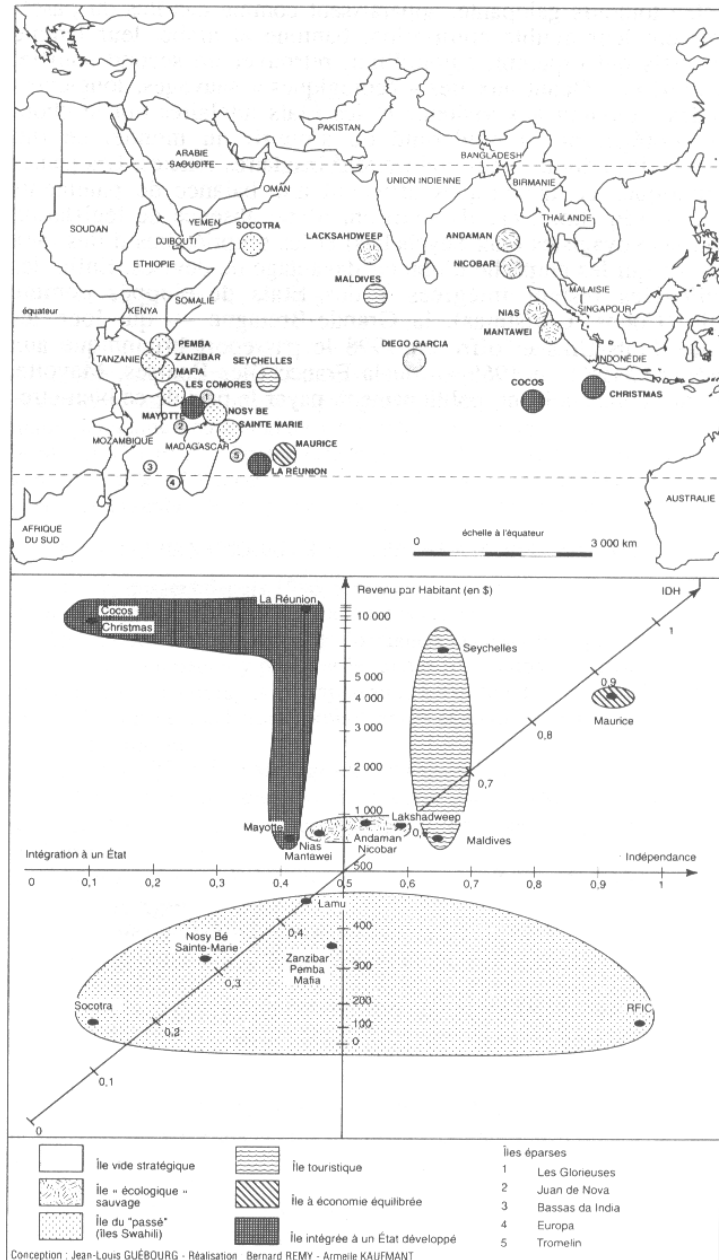 PAKISTAN
ARABIE
SAOUDITE
BANGLADESH
UNION INDIENNE
BIRMANIE
OMAN
THAÏLANDE
YEMEN
SOCOTRA
LACKSAHDWEEP
ANDAMAN
SOUDAN
DJIBOUTI
NICOBAR
ETHIOPIE
MALDIVES
MALAISIE
SOMALIE
NIAS
SINGAPOUR
équateur
KENYA
MANTAWEI
PEMBA
DIEGO GARCIA
ZANZIBAR
TANZANIE
SEYCHELLES
INDONÉDIE
MAFIA
LES COMORES
COCOS
CHRISTMAS
1
MAYOTTE
NOSY BE
2
SAINTE MARIE
MOZAMBIQUE
MADAGASCAR
MAURICE
5
3
LA RÉUNION
4
AUSTRALIE
AFRIQUE
DU SUD
0
échelle à l'équateur
3 000 km
La Réunion
Revenu par Habitant (en $)
IDH
Cocos
10 000
1
Christmas
Seychelles
5 000
0,9
4 000
Maurice
3 000
0,8
2 000
0,7
1 000
Lakshadweep
Mayotte
0,6
Nias
Andaman
Maldives
Mantawei
Nicobar
Intégration à un État
500
Indépendance
0
0,1
0,2
0,3
0,4
0,5
0,6
0,7
0,8
0,9
1
Lamu
0,4
400
Nosy Bé
Sainte-Marie
Zanzibar
0,3
300
Pemba
Mafia
200
Socotra
RFIC
0,2
100
0
0,1
0
Île vide stratégique
Île touristique
Îles éparses
1 Les Glorieuses
Île « écologique »
sauvage
Île à économie équilibrée
2 Juan de Nova
3 Bassas da India
Île du "passé"
(îles Swahili)
Île intégrée à un État développé
4 Europa
5 Tromelin
Conception : Jean-Louis GUÉBOURG - Réalisation Bernard REMY - Armelle KAUFMANT